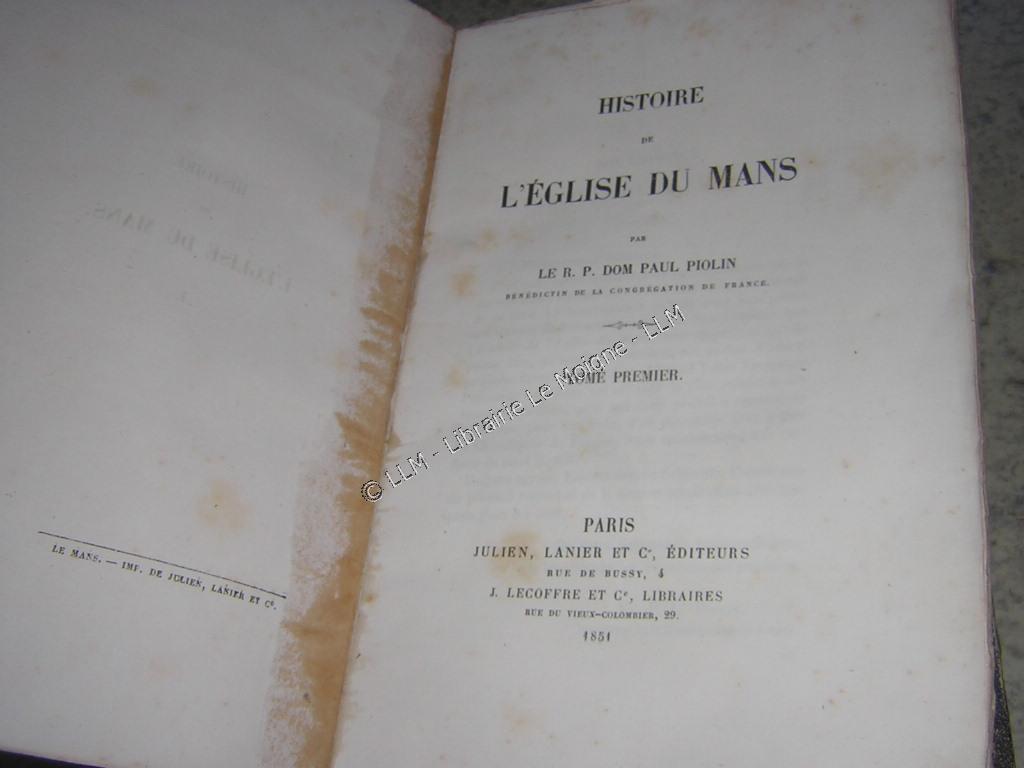 LE MANS. — IMP. DE JULIEN, LANIER ET Cᵉ.
HISTOIRE
DE
L'ÉGLISE DU MANS
PAR
LE R. P. DOM PAUL PIOLIN
BÉNÉDICTIN DE LA CONGRÉGATION DE FRANCE.
TOME PREMIER.
PARIS
JULIEN, LANIER ET Cᵉ, ÉDITEURS
RUE DE BUSSY, 4
J. LECOFFRE ET Cᵉ, LIBRAIRES
RUE DU VIEUX-COLOMBIER, 29.
1851
© LLM - Librairie Le Moigne - LLM